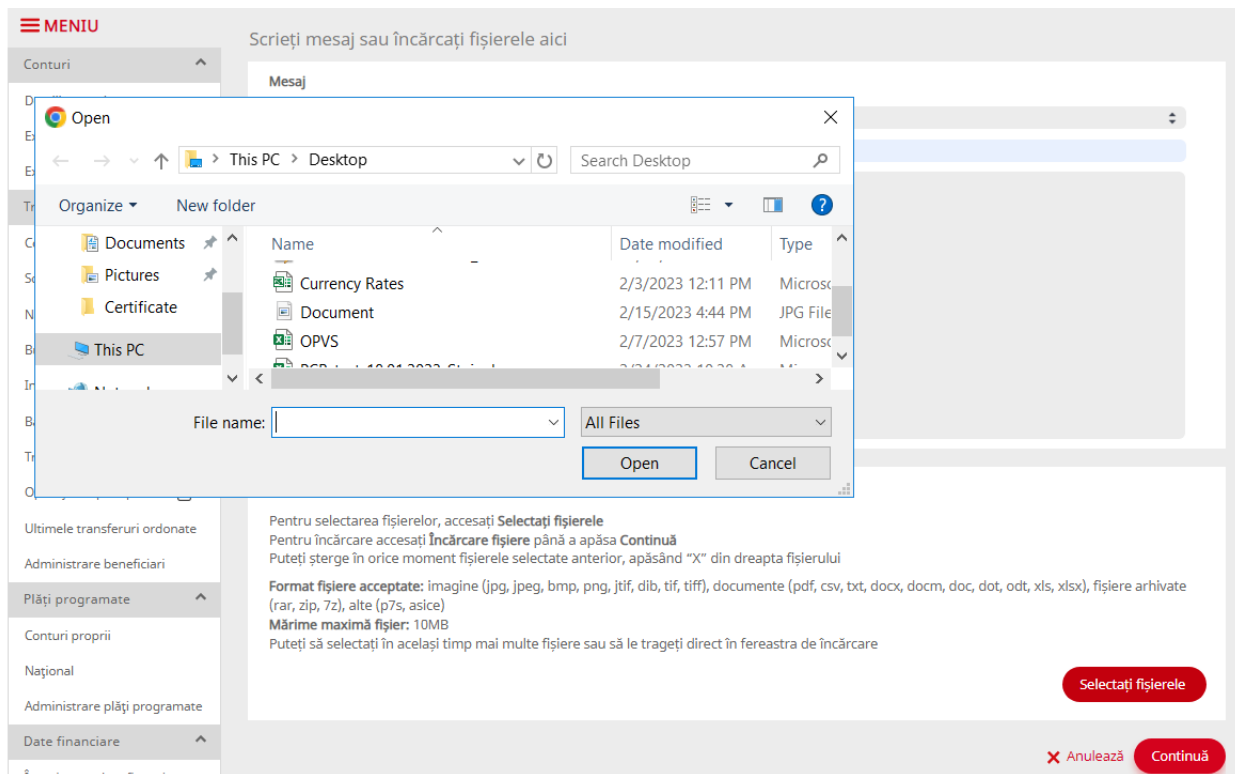 MENIU
Scrieți mesaj sau încărcați fișierele aici
Conturi
Mesaj
Open
This PC > Desktop
Search Desktop
Organize
New folder
Documents
Pictures
Certificate
This PC
Name Date modified Type
Currency Rates 2/3/2023 12:11 PM
Document 2/15/2023 4:44 PM JPG File
OPVS 2/7/2023 12:57 PM
File name:
All Files
Open
Cancel
Ultimele transferuri ordonate
Administrare beneficiari
Plăți programate
Conturi proprii
Naţional
Administrare plăţi programate
Date financiare
Pentru selectarea fișierelor, accesați Selectați fișierele
Pentru încărcare accesați Încărcare fișiere până a apăsa Continuă
Puteți șterge în orice moment fișierele selectate anterior, apăsând “X” din dreapta fișierului
Format fișiere acceptate: imagine (jpg, jpeg, bmp, png, jtif, dib, tif, tiff), documente (pdf, csv, txt, docx, docm, doc, dot, odt, xls, xlsx), fișiere arhivate
(rar, zip, 7z), alte (p7s, asice)
Mărime maximă fișier: 10MB
Puteți să selectați în același timp mai multe fișiere sau să le trageți direct în fereastra de încărcare
Selectați fișierele
Anulează
Continuă